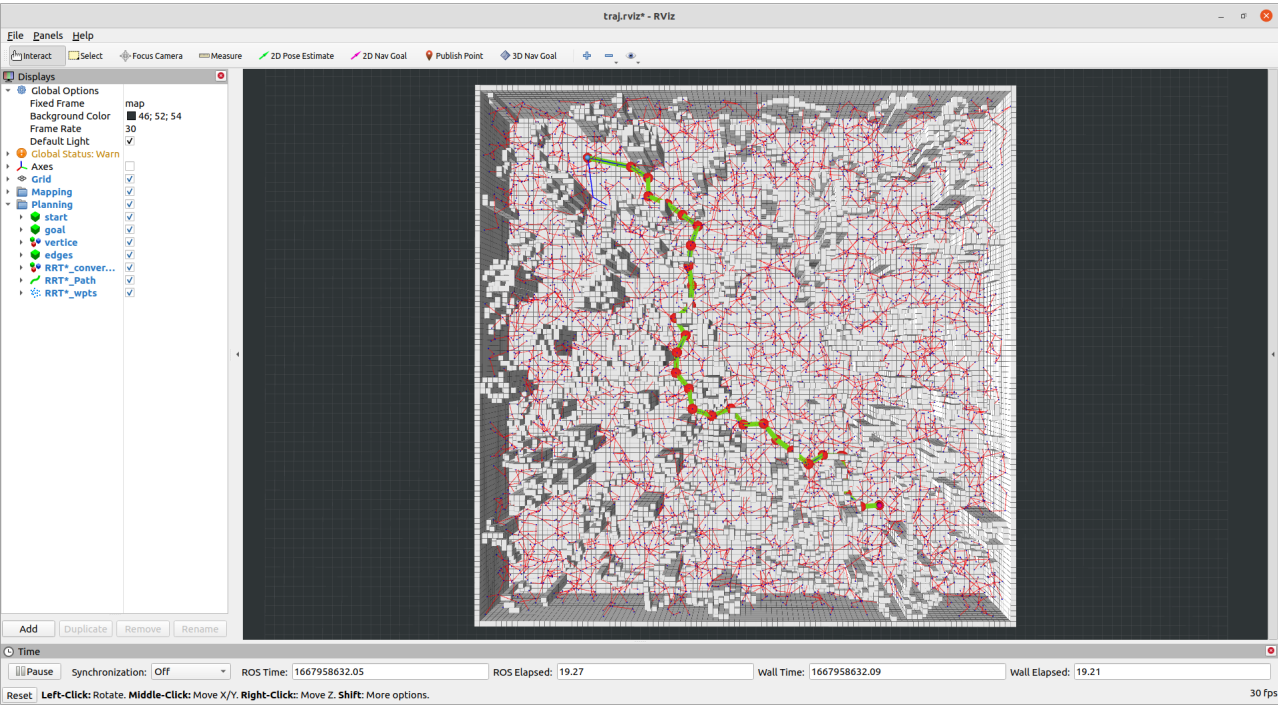 traj.rviz* - RViz
File Panels Help
Interact Select Focus Camera Measure 2D Pose Estimate 2D Nav Goal Publish Point 3D Nav Goal
Displays
Global Options
Fixed Frame map
Background Color 46; 52; 54
Frame Rate 30
Default Light
Global Status: Warn
Axes
Grid
Mapping
Planning
start
goal
vertice
edges
RRT*_conver...
RRT*_Path
RRT*_wpts
Add Duplicate Remove Rename
Time
Pause Synchronization: Off ROS Time: 1667958632.05 ROS Elapsed: 19.27 Wall Time: 1667958632.09 Wall Elapsed: 19.21
Reset Left-Click: Rotate. Middle-Click: Move X/Y. Right-Click:: Move Z. Shift: More options. 30 fps